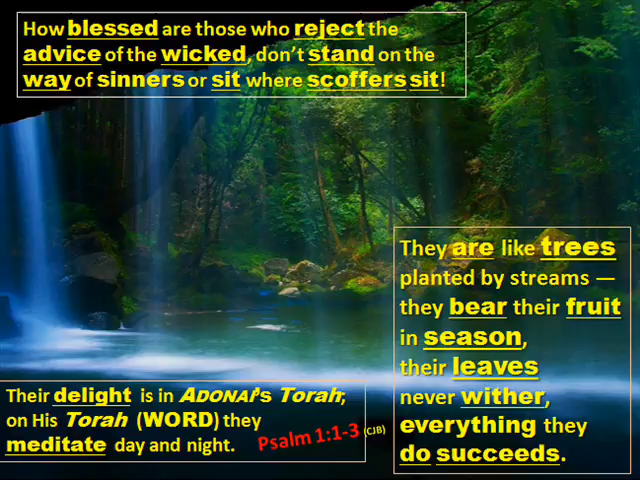 How blessed are those who reject the
advice of the wicked, don't stand on the
way of sinners or sit where scoffers sit!
Their delight is in ADONAI's Torah;
on His Torah (WORD) they
meditate day and night.
Psalm 1:1-3 (CJB)
They are like trees
planted by streams —
they bear their fruit
in season,
their leaves
never wither,
everything they
do succeeds.